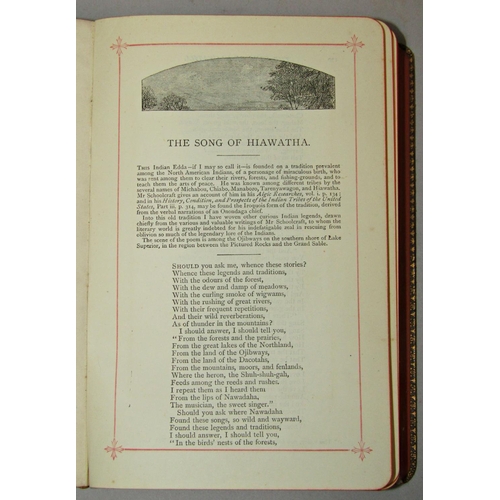 THE SONG OF HIAWATHA.
THIS Indian Edda—if I may so call it—is founded on a tradition prevalent
among the North American Indians, of a personage of miraculous birth, who
was sent among them to clear their rivers, forests, and fishing-grounds, and to
teach them the arts of peace. He was known among different tribes by the
several names of Michabou, Chiabo, Manabozo, Tarenyawagon, and Hiawatha.
Mr Schoolcraft gives an account of him in his Algic Researches, vol. i. p. 134;
and in his History, Condition, and Prospects of the Indian Tribes of the United
States, Part iii. p. 314, may be found the Iroquois form of the tradition, derived
from the verbal narrations of an Onondaga chief.
Into this old tradition I have woven other curious Indian legends, drawn
chiefly from the various and valuable writings of Mr Schoolcraft, to whom the
literary world is greatly indebted for his indefatigable zeal in rescuing from
oblivion so much of the legendary lore of the Indians.
The scene of the poem is among the Ojibways on the southern shore of Lake
Superior, in the region between the Pictured Rocks and the Grand Sable.
SHOULD you ask me, whence these stories?
Whence these legends and traditions,
With the odours of the forest,
With the dew and damp of meadows,
With the curling smoke of wigwams,
With the rushing of great rivers,
With their frequent repetitions,
And their wild reverberations,
As of thunder in the mountains?
I should answer, I should tell you,
"From the forests and the prairies,
From the great lakes of the Northland,
From the land of the Ojibways,
From the land of the Dacotahs,
From the mountains, moors, and fenlands,
Where the heron, the Shuh-shuh-gah,
Feeds among the reeds and rushes.
I repeat them as I heard them
From the lips of Nawadaha,
The musician, the sweet singer."
Should you ask where Nawadaha
Found these songs, so wild and wayward,
Found these legends and traditions,
I should answer, I should tell you,
"In the birds' nests of the forests,